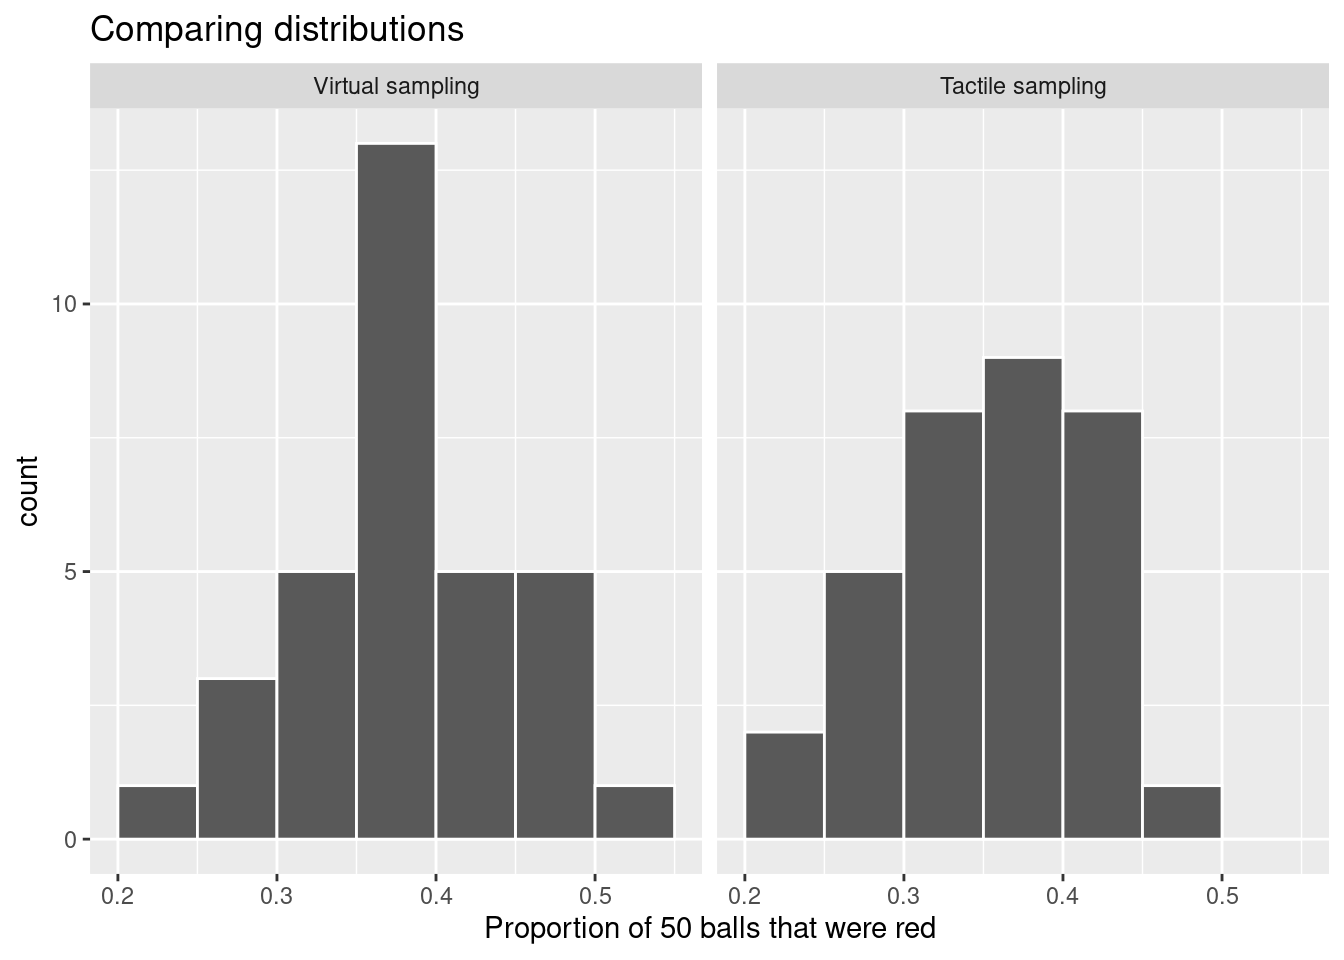 Comparing distributions
Virtual sampling
Tactile sampling
10
5
0
count
0.2 0.3 0.4 0.5
0.2 0.3 0.4 0.5
Proportion of 50 balls that were red